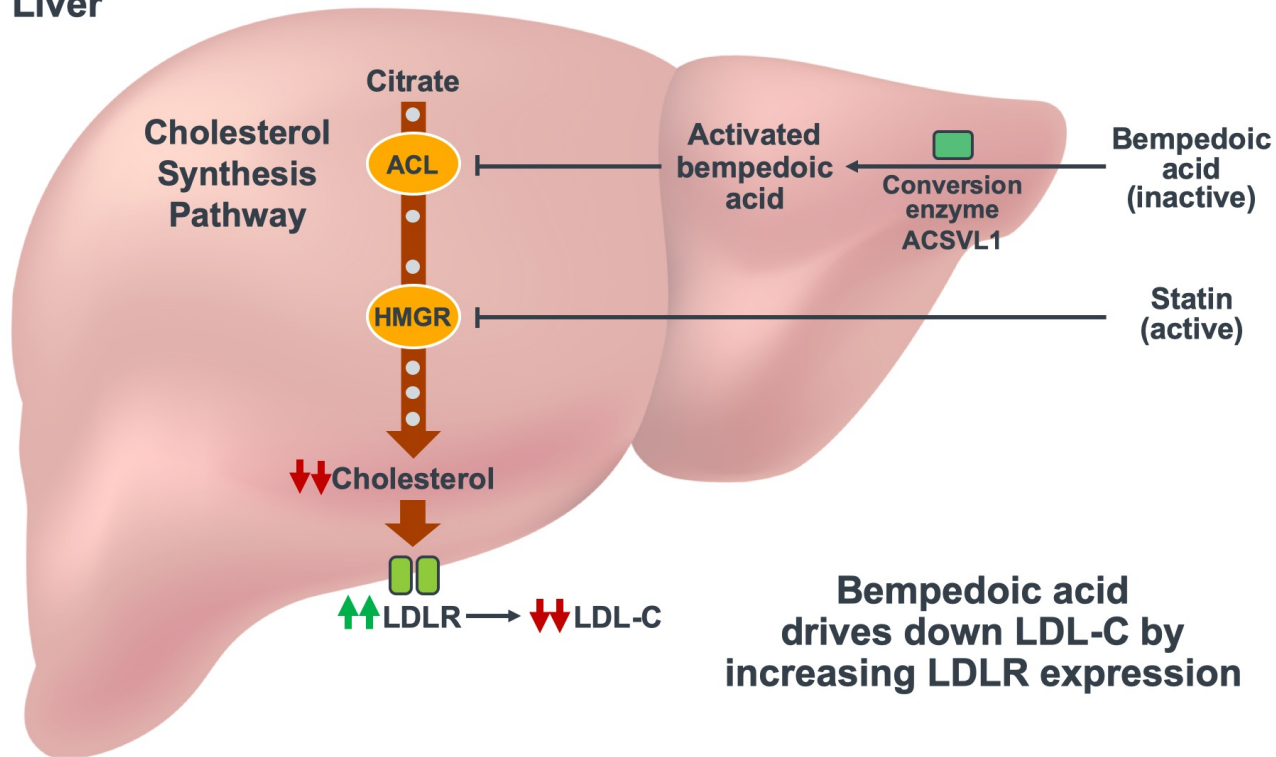 Liver
Citrate
Cholesterol
Synthesis
Pathway
ACL
Activated
bempedoic
acid
Conversion
enzyme
ACSVL1
Bempedoic
acid
(inactive)
HMGR
Statin
(active)
Cholesterol
LDLR
LDL-C
Bempedoic acid
drives down LDL-C by
increasing LDLR expression